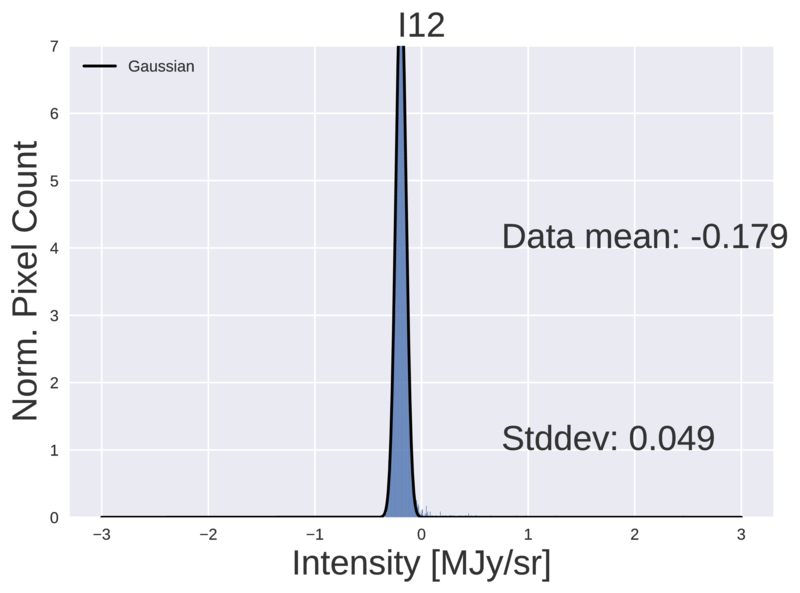 I12
7
Gaussian
6
5
Data mean: -0.179
4
3
2
Stddev: 0.049
1
0
−3 −2 −1 0 1 2 3
Norm. Pixel Count
Intensity [MJy/sr]